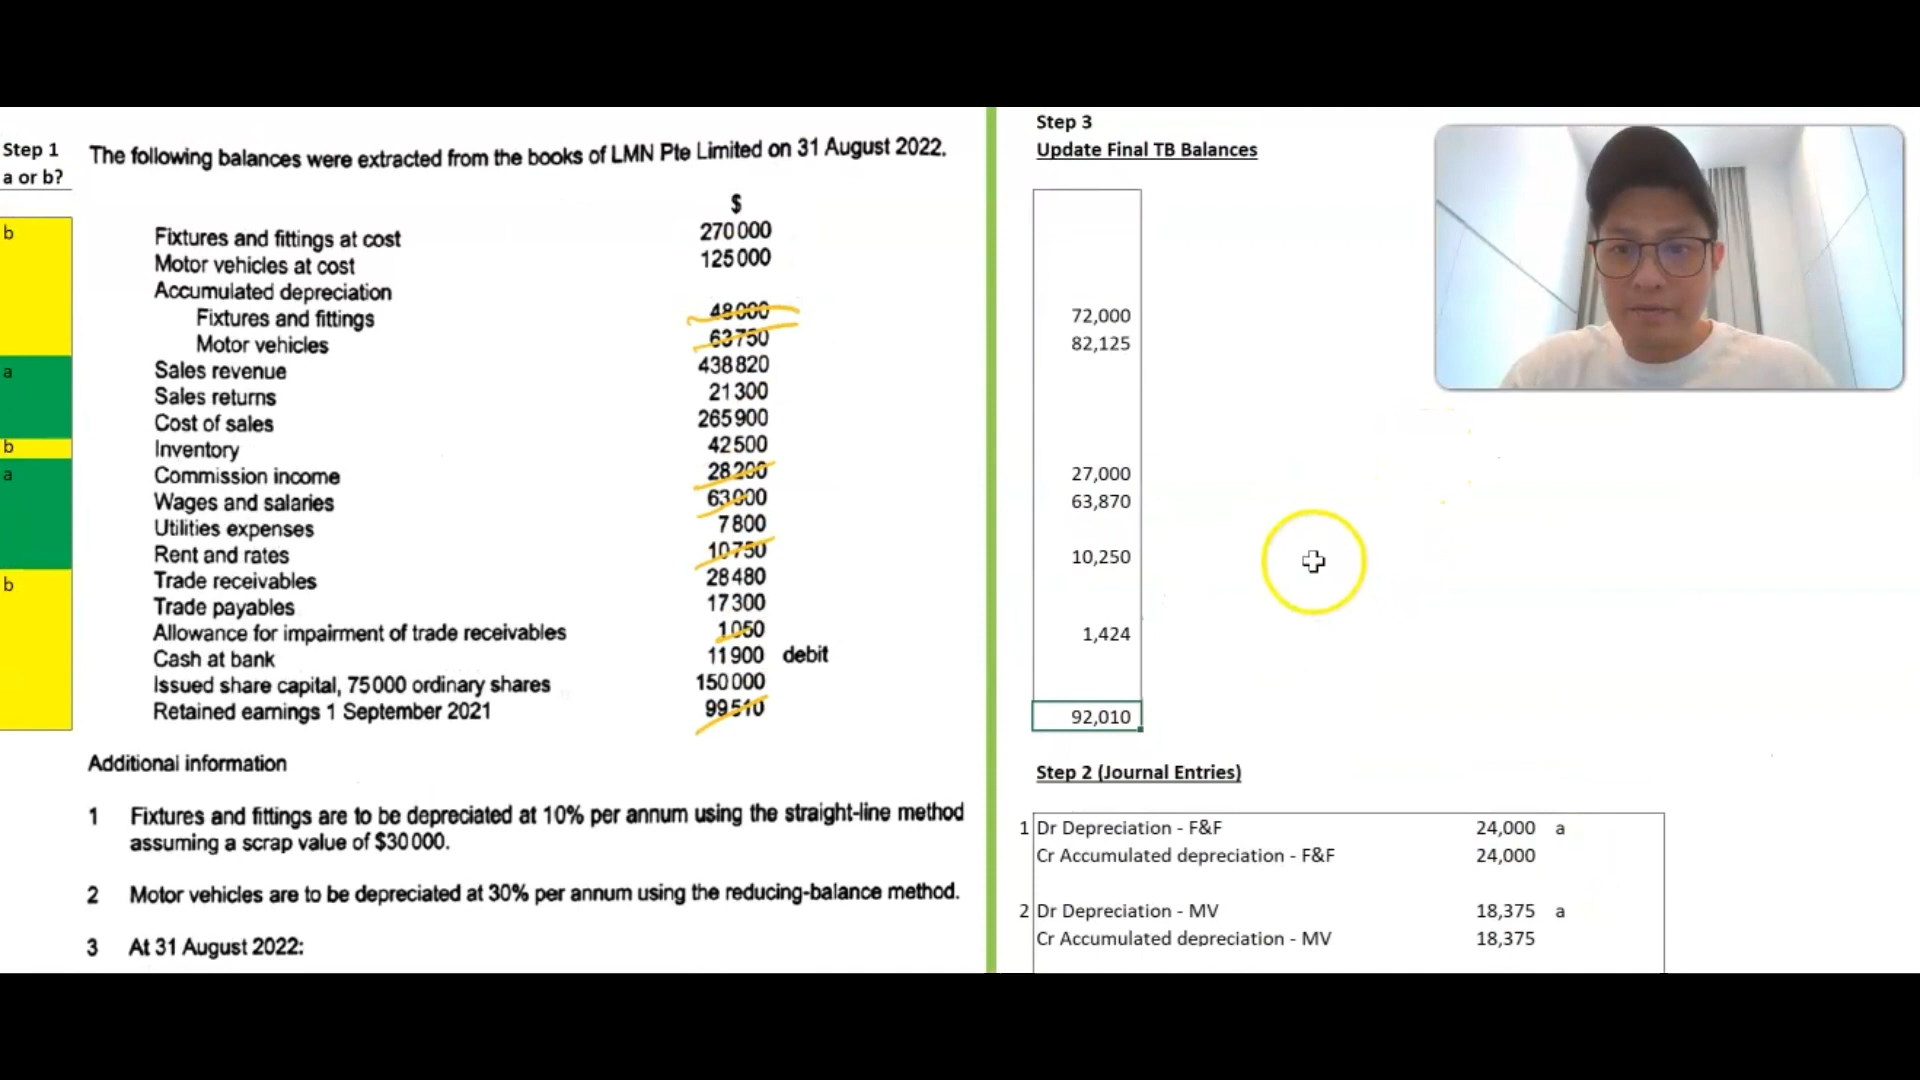 Step 1
a or b?
b
a
b
a
b
The following balances were extracted from the books of LMN Pte Limited on 31 August 2022.
$
Fixtures and fittings at cost 270 000
Motor vehicles at cost 125 000
Accumulated depreciation
Fixtures and fittings 48 000
Motor vehicles 63 750
Sales revenue 438 820
Sales returns 21 300
Cost of sales 265 900
Inventory 42 500
Commission income 28 200
Wages and salaries 63 000
Utilities expenses 7 800
Rent and rates 10 750
Trade receivables 28 480
Trade payables 17 300
Allowance for impairment of trade receivables 1 050
Cash at bank 11 900 debit
Issued share capital, 75 000 ordinary shares 150 000
Retained earnings 1 September 2021 99 510
Additional information
1 Fixtures and fittings are to be depreciated at 10% per annum using the straight-line method
assuming a scrap value of $30 000.
2 Motor vehicles are to be depreciated at 30% per annum using the reducing-balance method.
3 At 31 August 2022:
Step 3
Update Final TB Balances
72,000
82,125
27,000
63,870
10,250
1,424
92,010
Step 2 (Journal Entries)
1 Dr Depreciation - F&F 24,000 a
Cr Accumulated depreciation - F&F 24,000
2 Dr Depreciation - MV 18,375 a
Cr Accumulated depreciation - MV 18,375